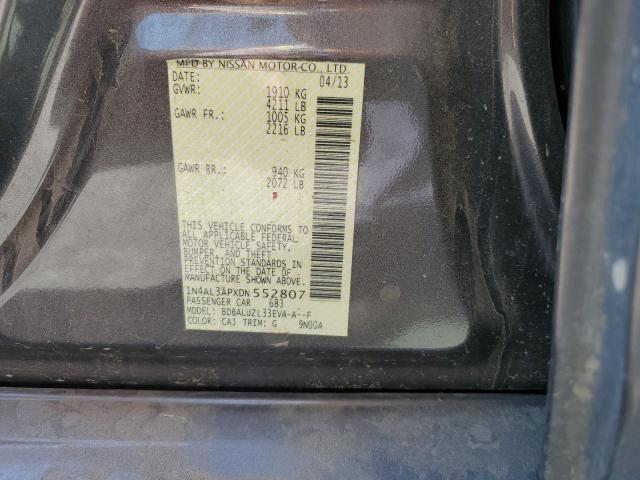 MFD BY NISSAN MOTOR CO., LTD.
DATE: 04/13
GVWR: 1910 KG
4211 LB
GAWR FR.: 1005 KG
2216 LB
GAWR RR.: 940 KG
2072 LB
THIS VEHICLE CONFORMS TO
ALL APPLICABLE FEDERAL
MOTOR VEHICLE SAFETY,
BUMPER, AND THEFT
PREVENTION STANDARDS IN
EFFECT ON THE DATE OF
MANUFACTURE SHOWN ABOVE.
1N4AL3APXDN 552807
PASSENGER CAR 683
MODEL: BDBALUZL33EVA-A--F
COLOR: CAJ TRIM: G 9N00A